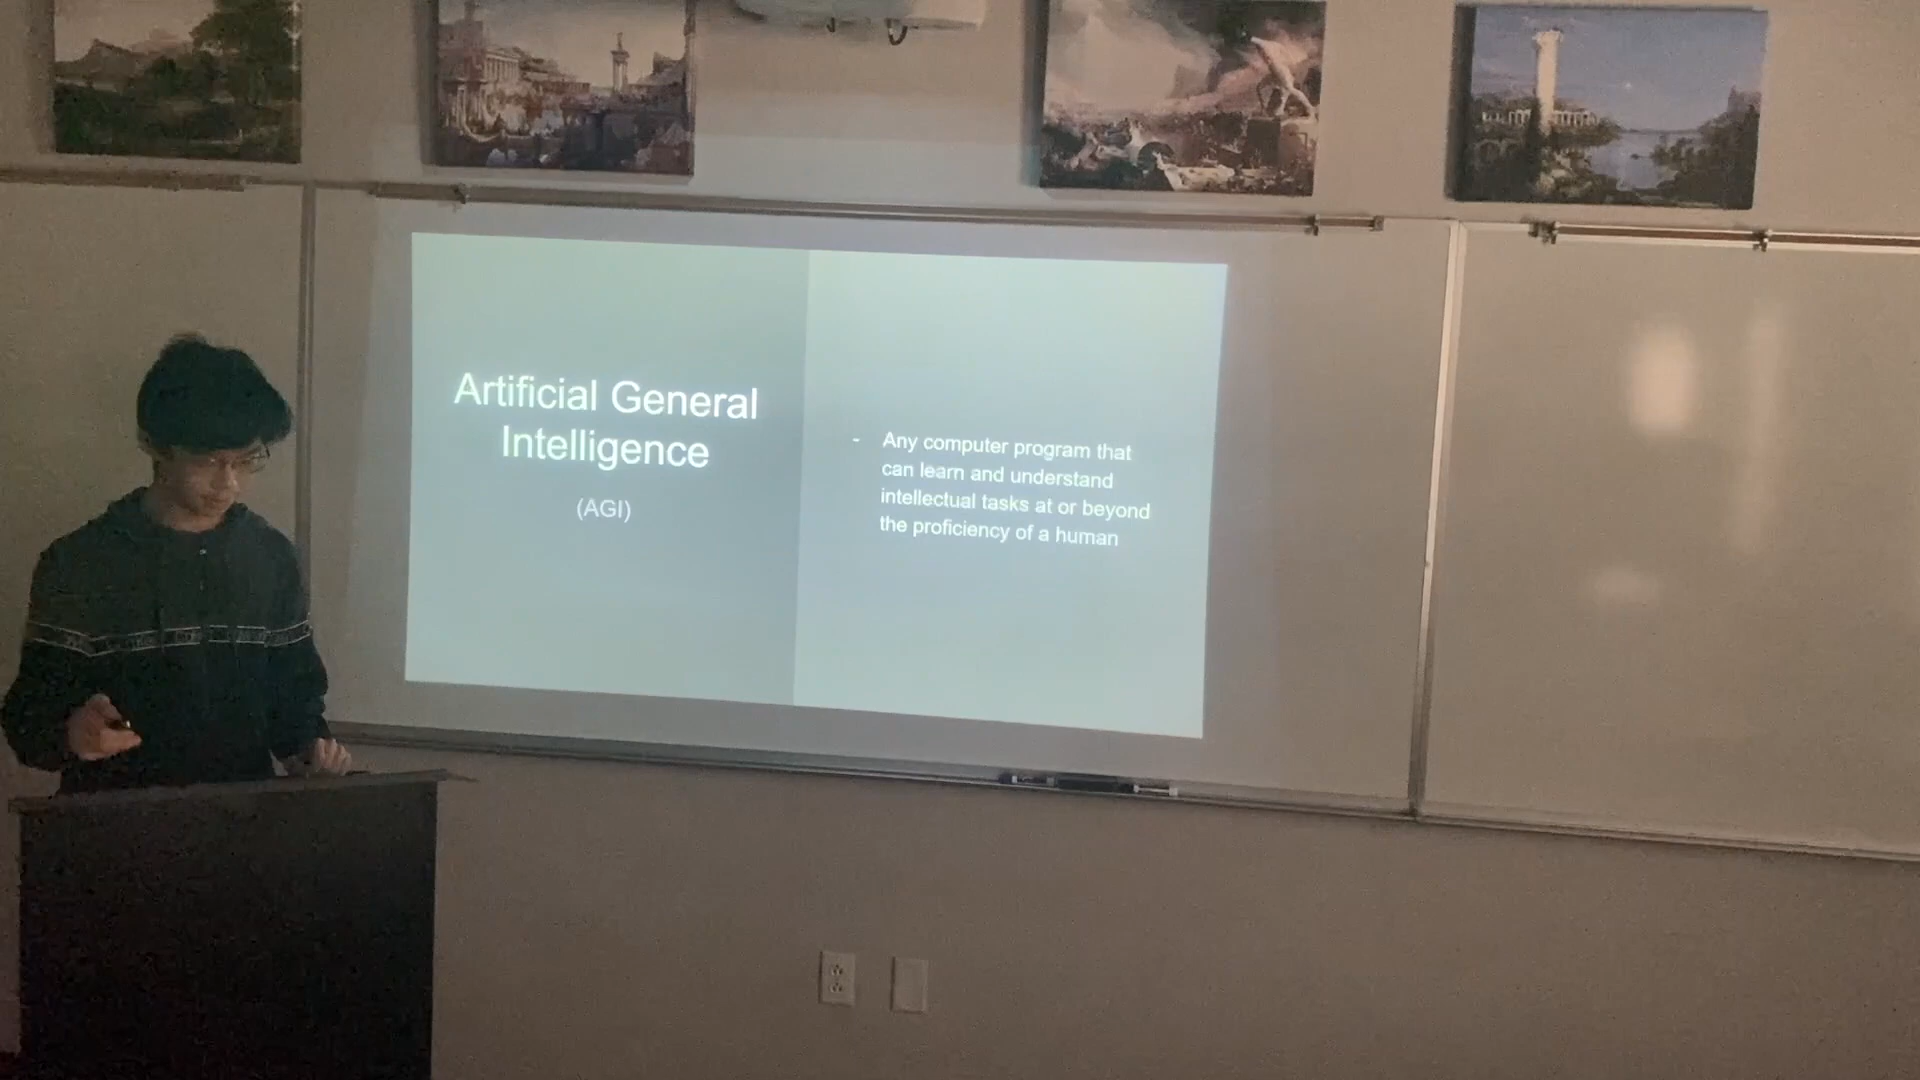 Artificial General
Intelligence
(AGI)
- Any computer program that
can learn and understand
intellectual tasks at or beyond
the proficiency of a human